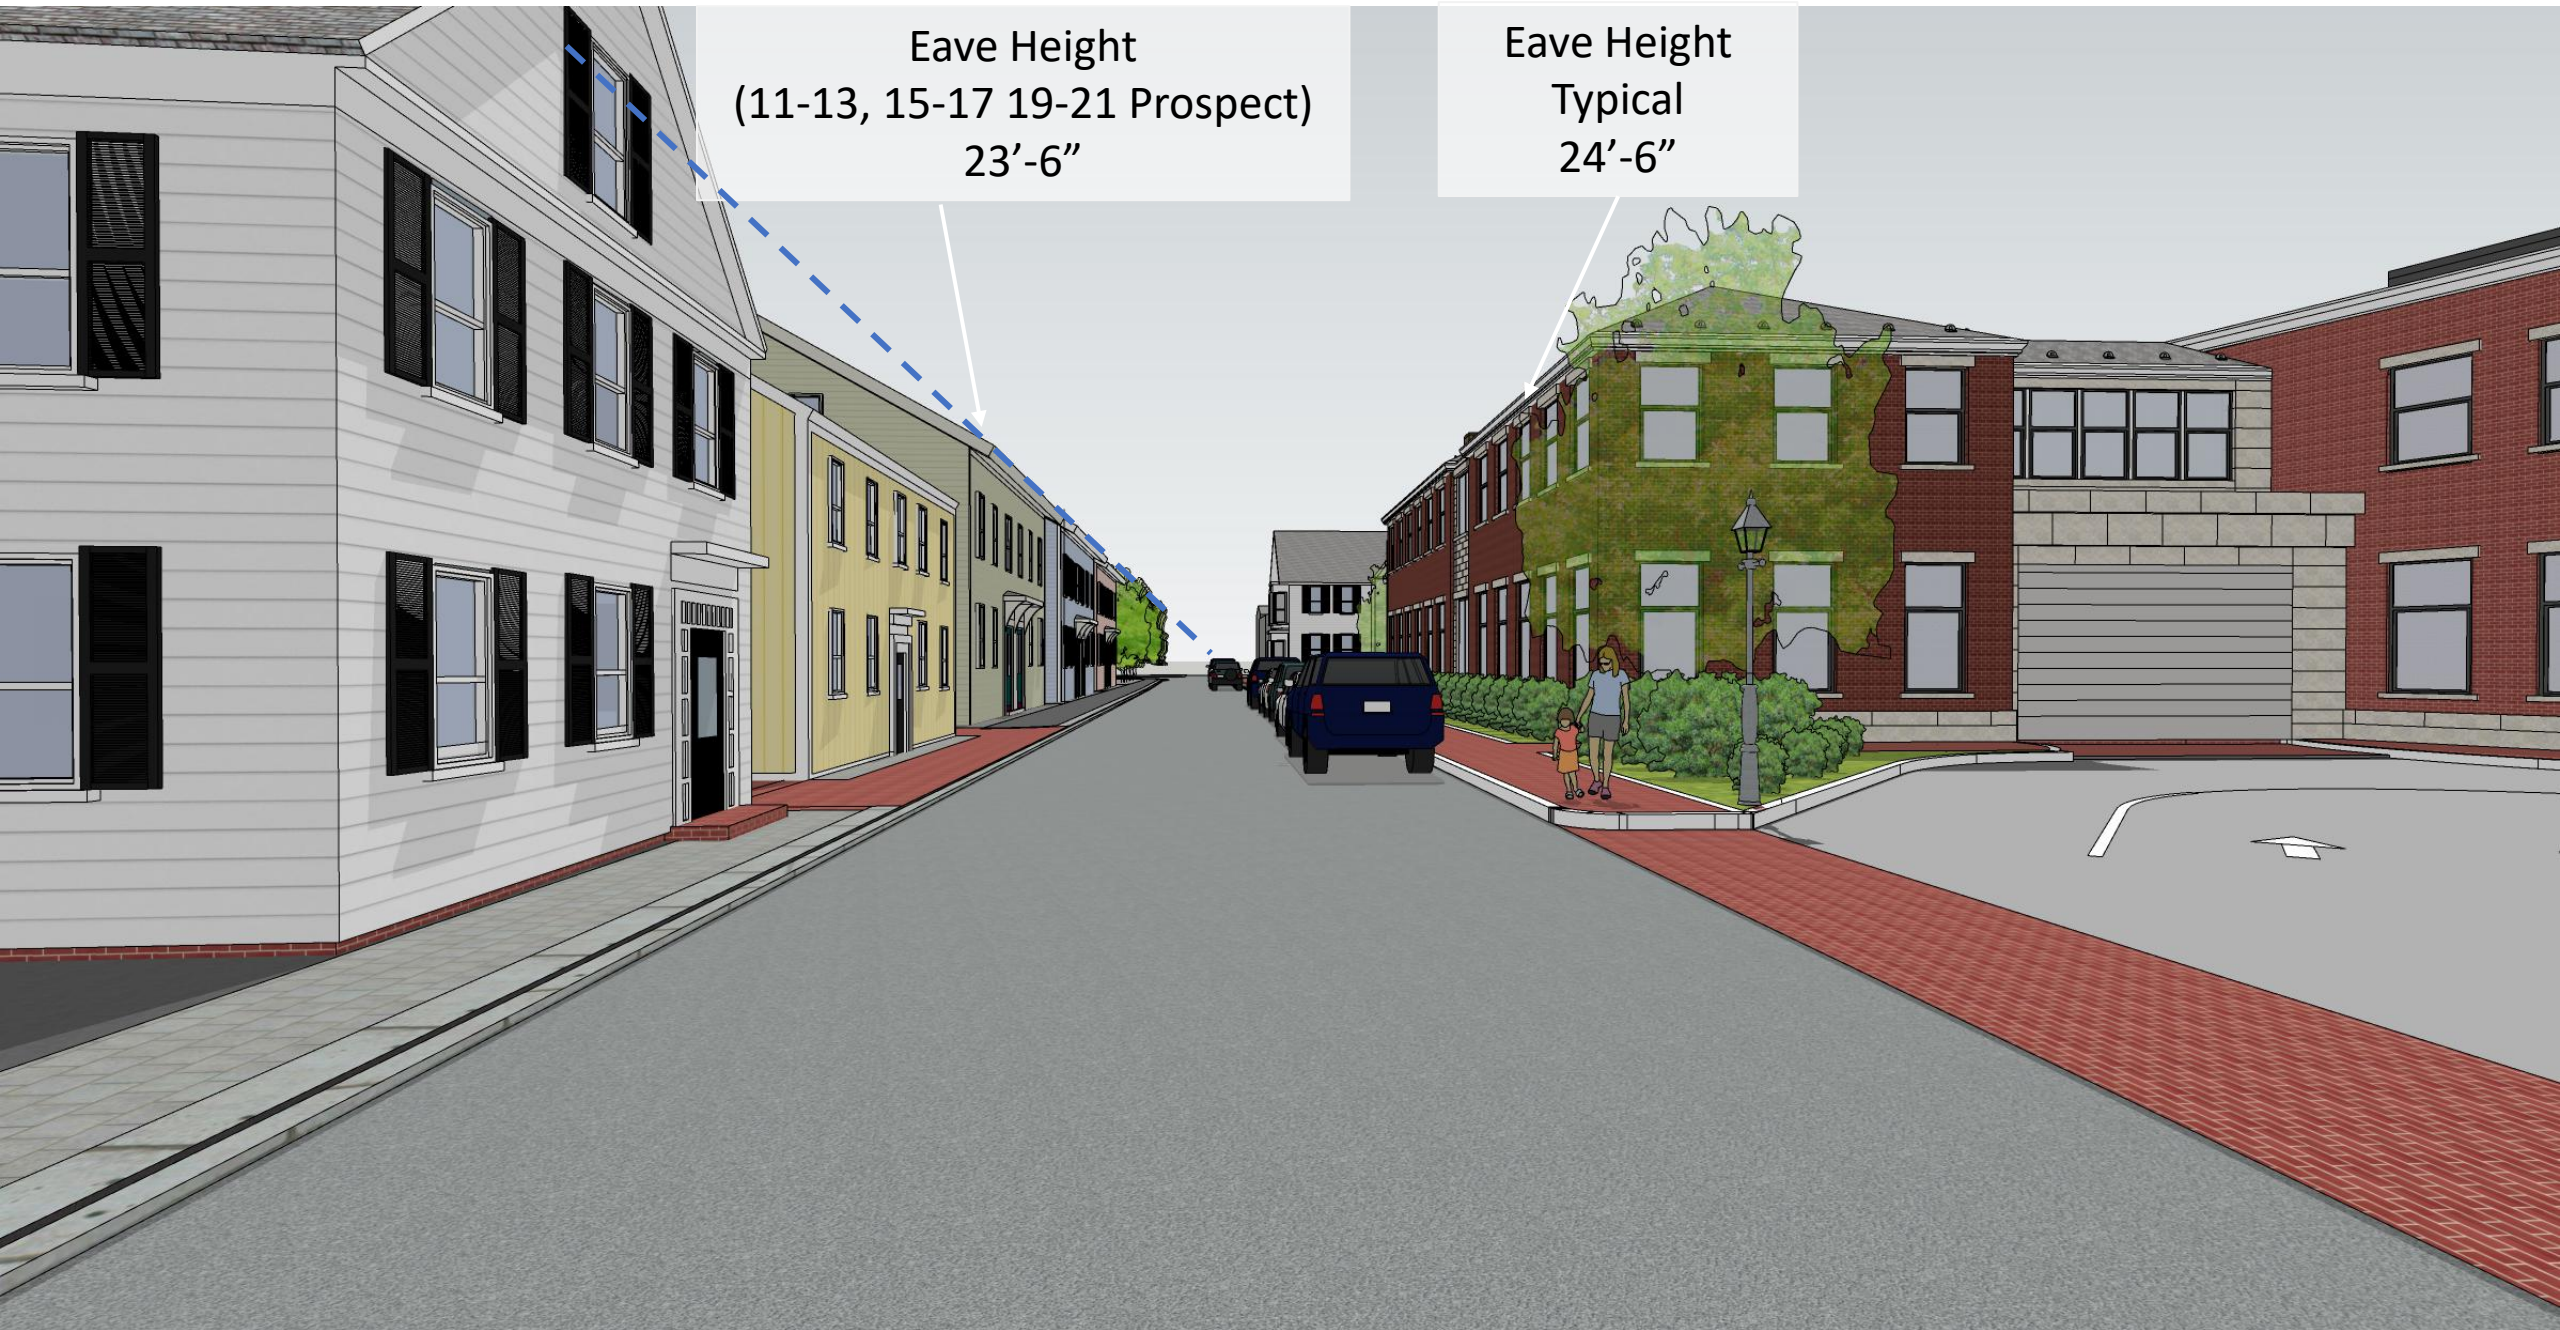 Eave Height
(11-13, 15-17 19-21 Prospect)
23’-6”
Eave Height
Typical
24’-6”